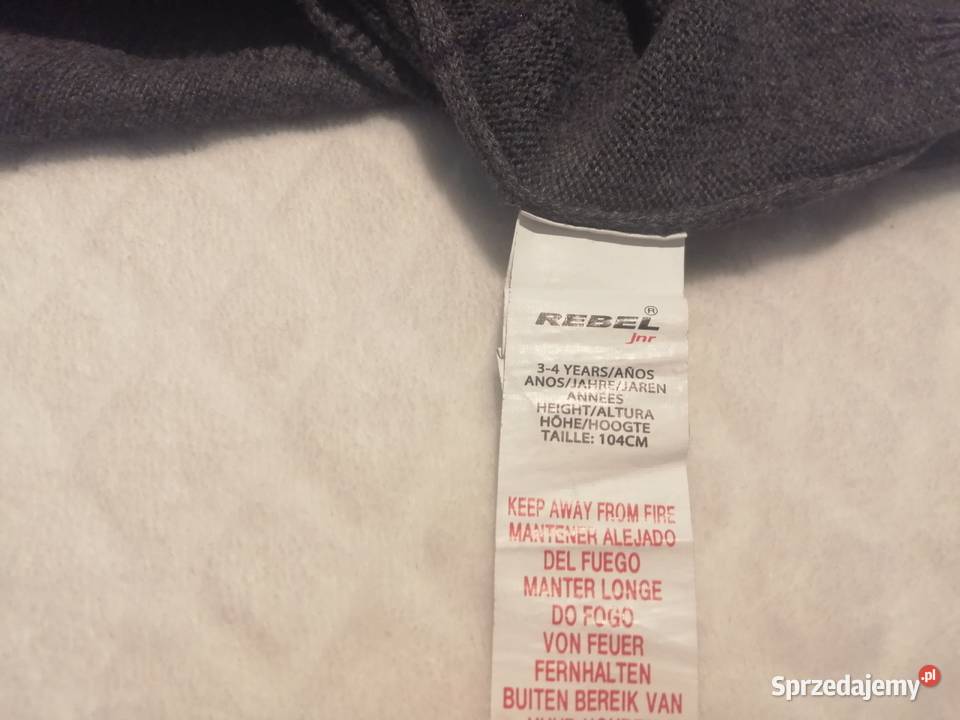 REBEL®
Jnr
3-4 YEARS/AÑOS
ANOS/JAHRE/JAREN
ANNÉES
HEIGHT/ALTURA
HÖHE/HOOGTE
TAILLE: 104CM
KEEP AWAY FROM FIRE
MANTENER ALEJADO
DEL FUEGO
MANTER LONGE
DO FOGO
VON FEUER
FERNHALTEN
BUITEN BEREIK VAN
Sprzedajemy.pl